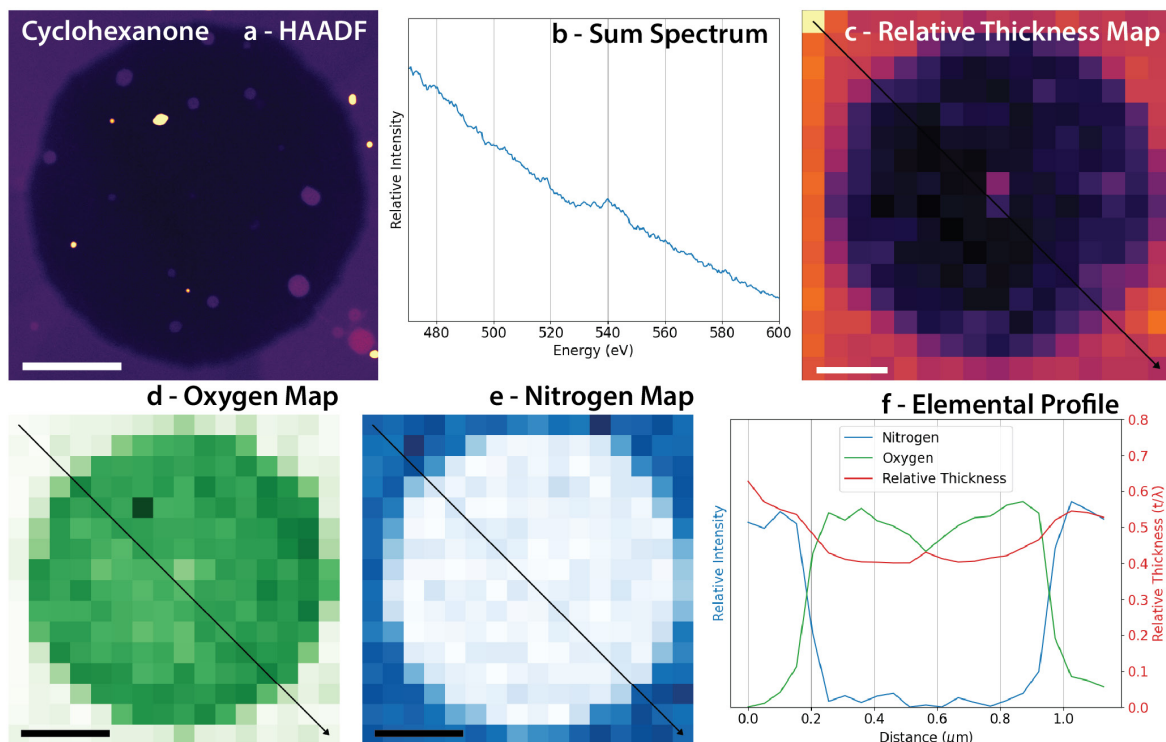 Cyclohexanone a - HAADF
b - Sum Spectrum
Relative Intensity
480 500 520 540 560 580 600
Energy (eV)
c - Relative Thickness Map
d - Oxygen Map
e - Nitrogen Map
f - Elemental Profile
Nitrogen
Oxygen
Relative Thickness
Relative Intensity
0.8
0.7
0.6
0.5
0.4
0.3
0.2
0.1
0.0
Relative Thickness (t/λ)
0.0 0.2 0.4 0.6 0.8 1.0
Distance (μm)